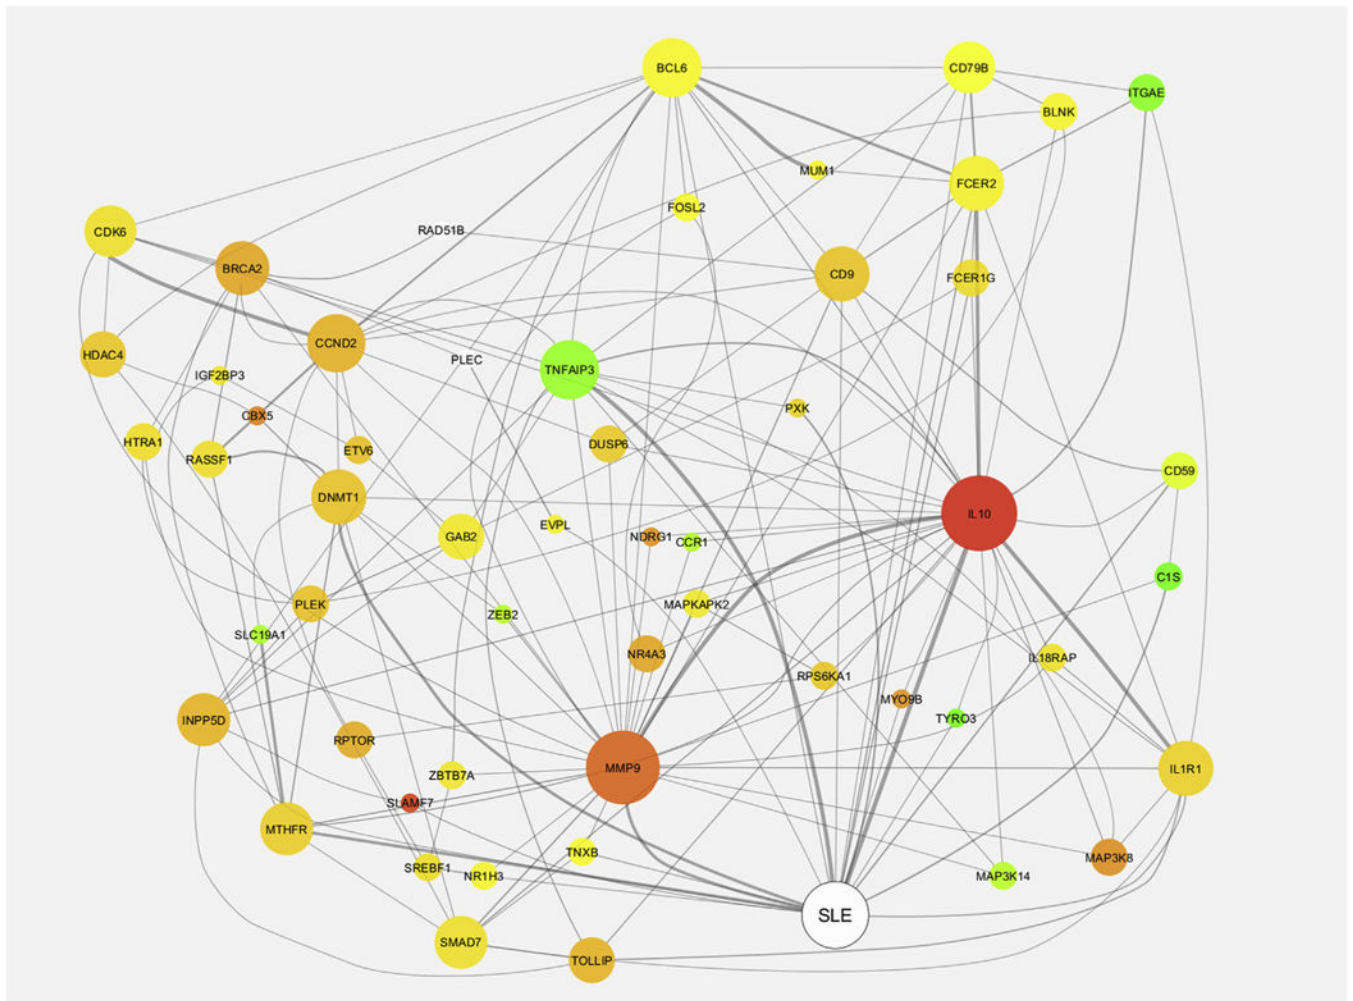 BCL6
CD79B
ITGAE
BLNK
MUM1
FCER2
FOSL2
RAD51B
CDK6
BRCA2
CD9
FCER1G
CCND2
HDAC4
PLEC
TNFAIP3
IGF2BP3
CBX5
PXK
HTRA1
RASSF1
ETV6
DUSP6
CD59
DNMT1
IL10
GAB2
EVPL
NDRG1
CCR1
C1S
PLEK
ZEB2
MAPKAPK2
SLC19A1
NR4A3
IL18RAP
RPS6KA1
MYO9B
TYRO3
INPP5D
RPTOR
ZBTB7A
MMP9
IL1R1
SLAMF7
MTHFR
TNXB
MAP3K8
SREBF1
NR1H3
MAP3K14
SLE
SMAD7
TOLLIP